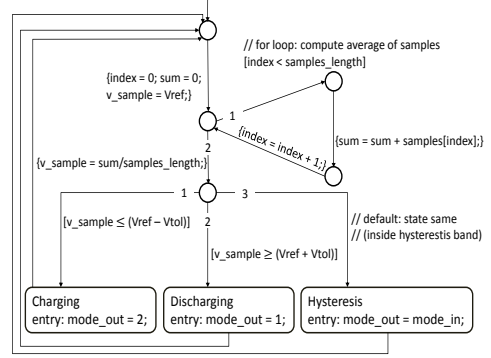 // for loop: compute average of samples
[index < samples_length]
{index = 0; sum = 0;
v_sample = Vref;}
1
{index = index + 1;}
{sum = sum + samples[index];}
2
{v_sample = sum/samples_length;}
1
3
2
[v_sample ≤ (Vref – Vtol)]
// default: state same
// (inside hysterestis band)
[v_sample ≥ (Vref + Vtol)]
Charging
entry: mode_out = 2;
Discharging
entry: mode_out = 1;
Hysteresis
entry: mode_out = mode_in;